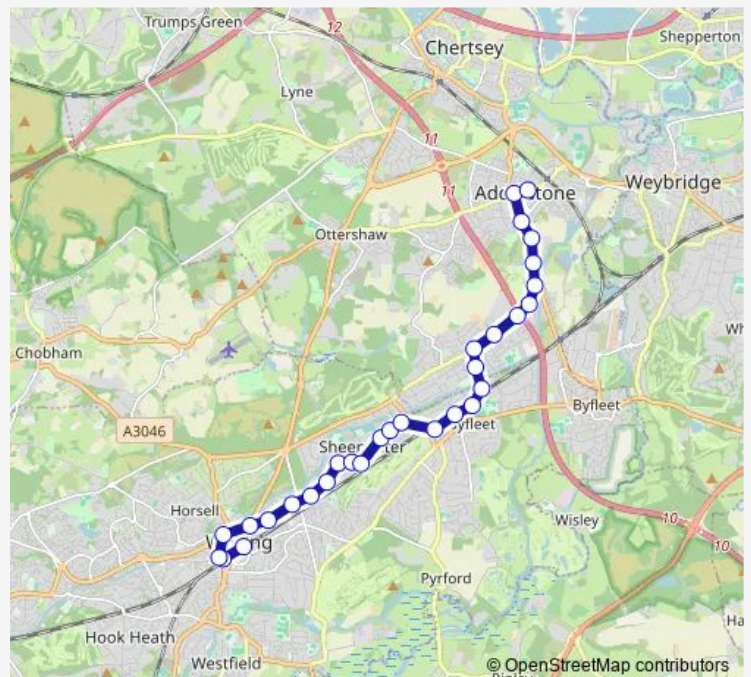 Trumps Green
12
Shepperton
Chertsey
Lyne
11
11
Weybridge
Ottershaw
Chobham
Byfleet
A3046
Horsell
Wisley
10
10
Pyrford
Hook Heath
Westfield
© OpenStreetMap contributors